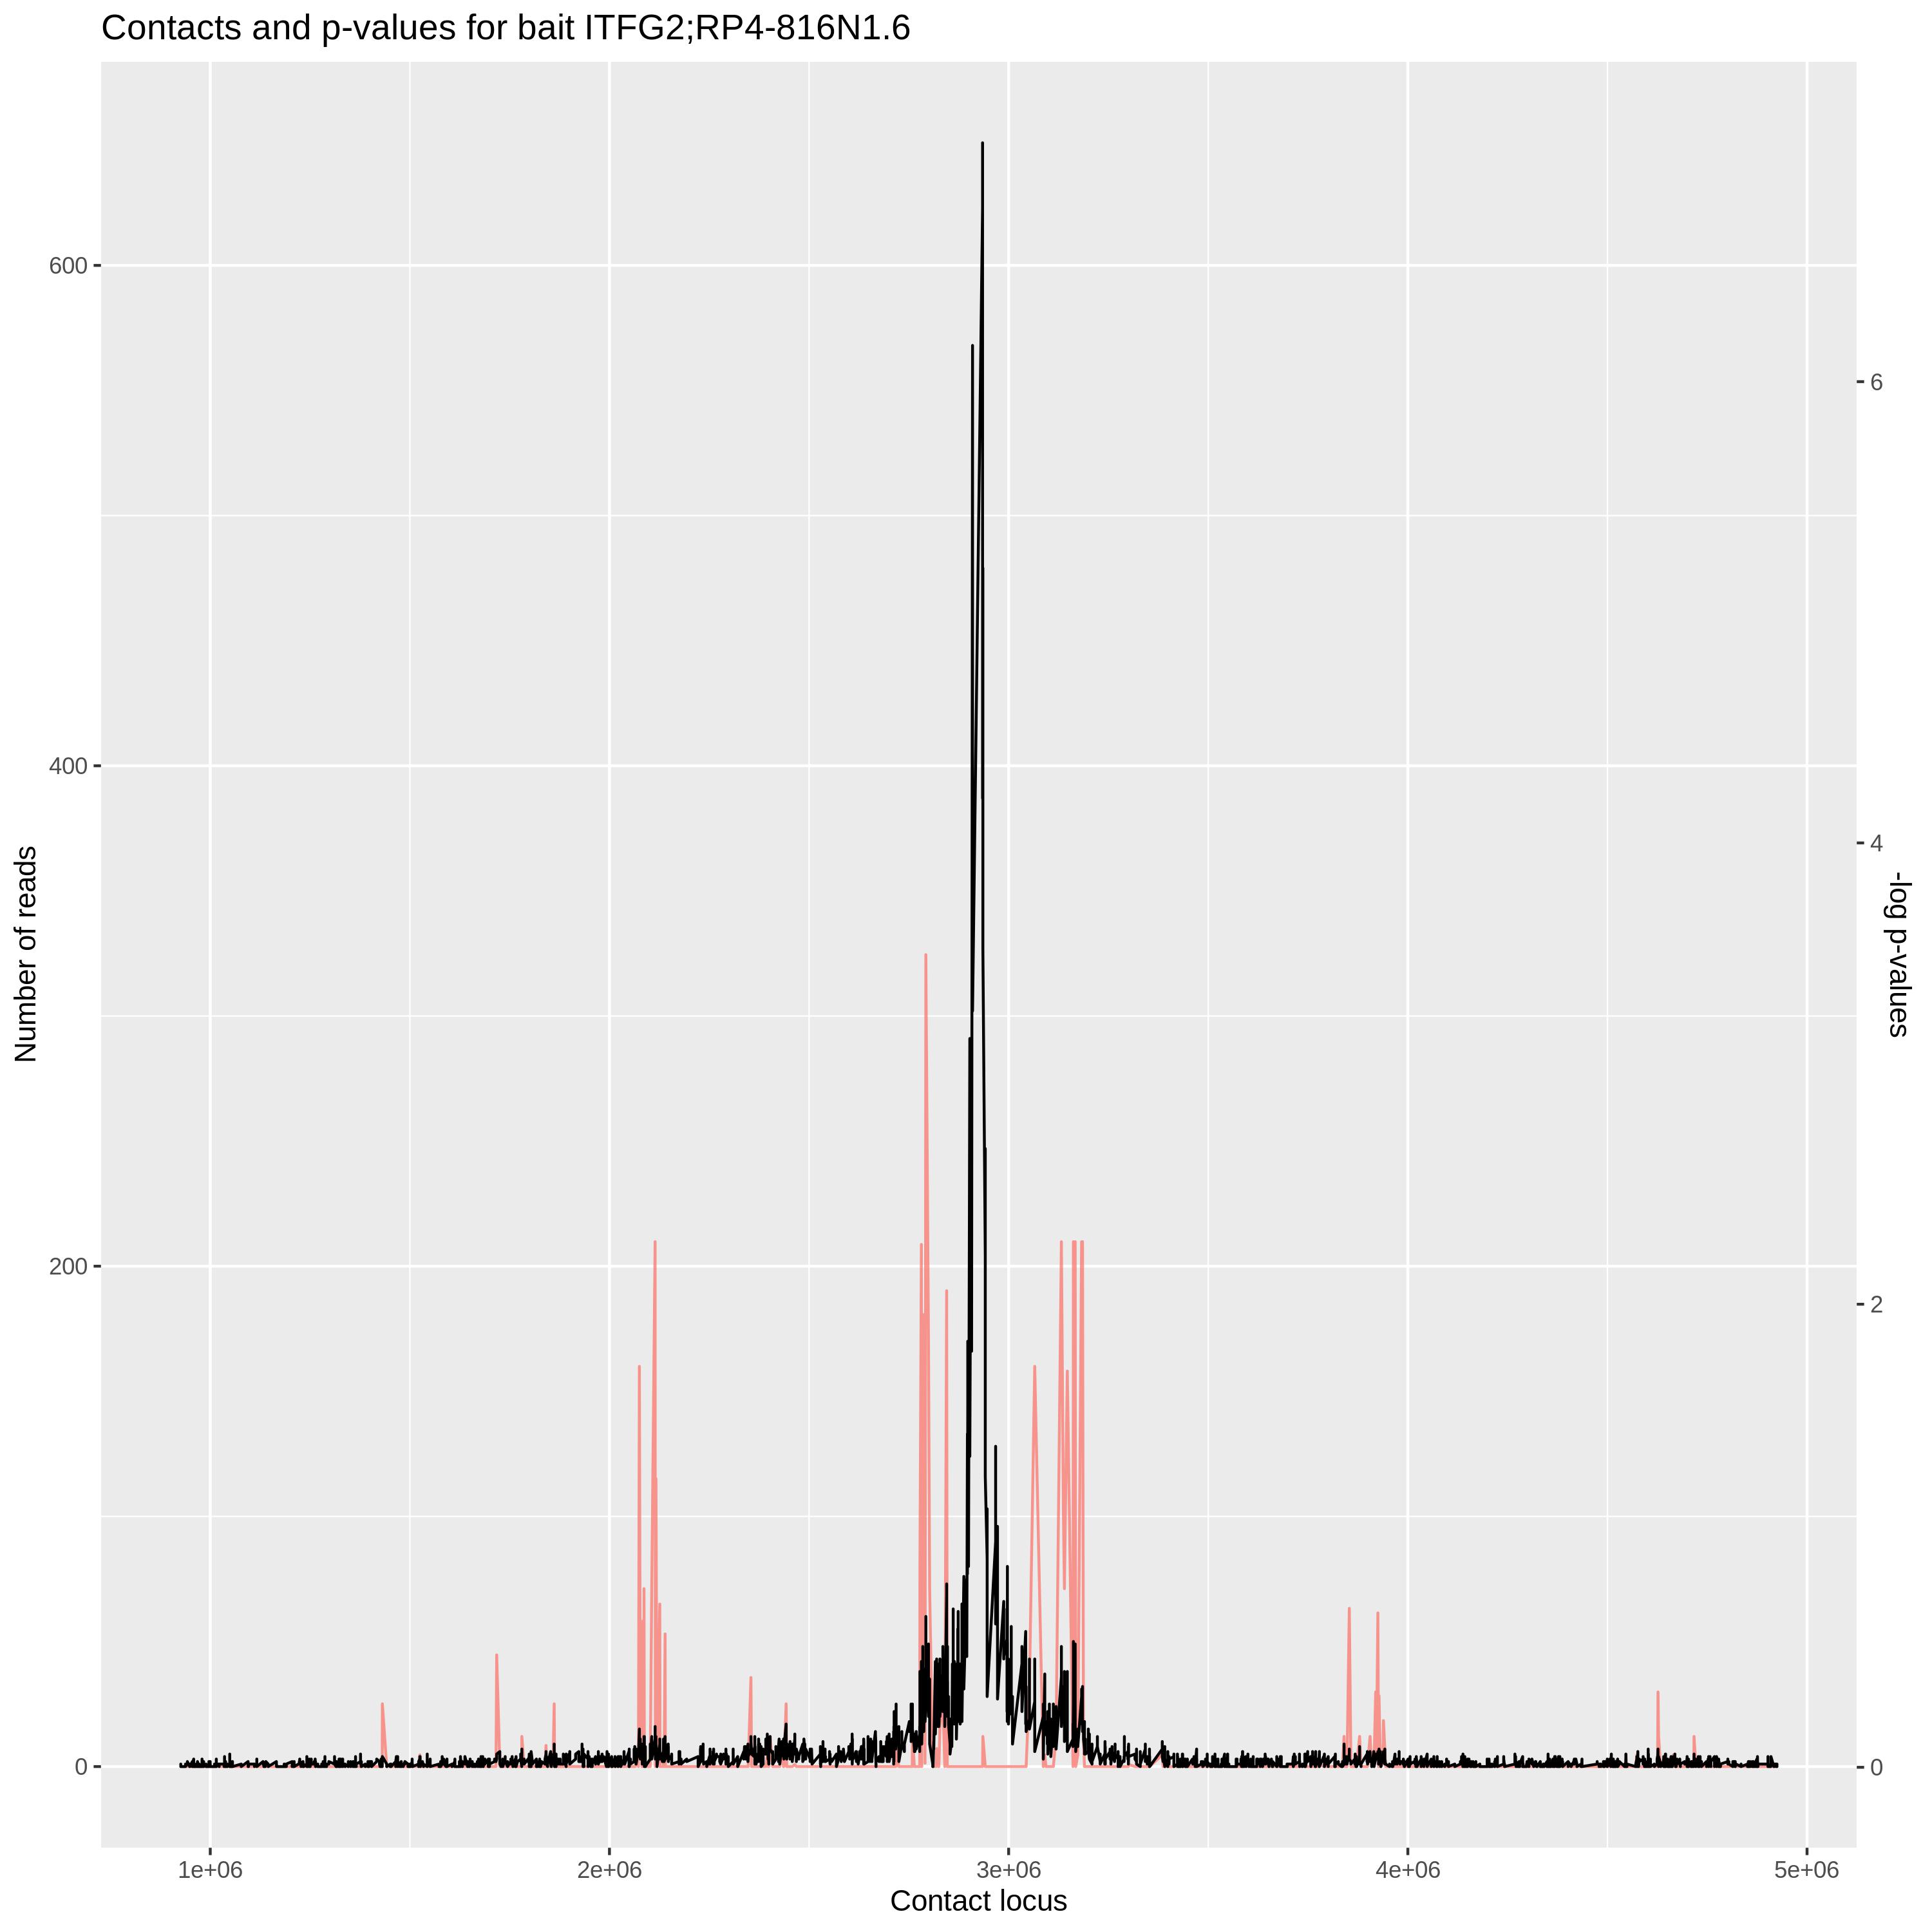 Contacts and p-values for bait ITFG2;RP4-816N1.6
600
400
200
0
Number of reads
6
4
2
0
-log p-values
1e+06
2e+06
3e+06
4e+06
5e+06
Contact locus